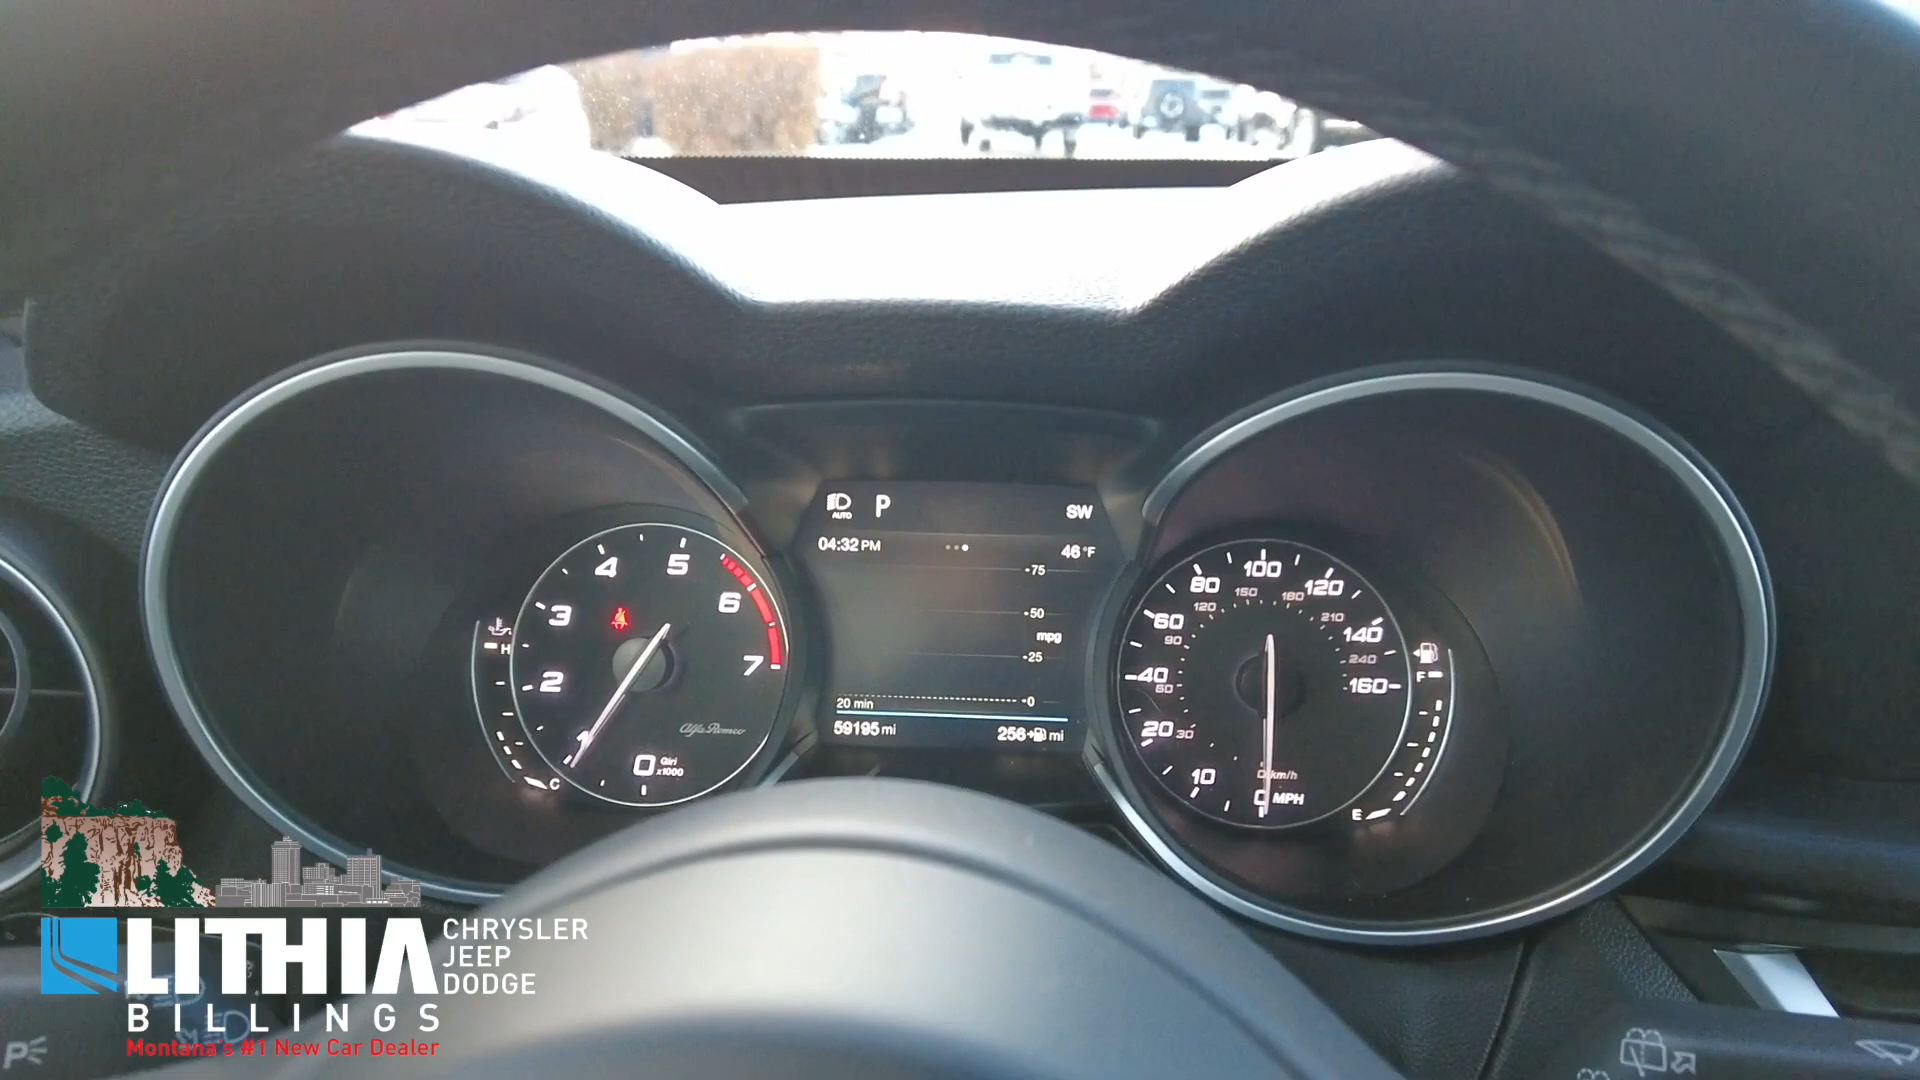 AUTO P SW
04:32 PM 46 °F
75
50
mpg
25
20 min 0
59195 mi 256 mi
H
C
1
2
3
4
5
6
7
Alfa Romeo
0 Giri
x1000
0 MPH
10
20
40
60
80
100
120
140
160
0 km/h
30
60
90
120
150
180
210
240
F
E
LITHIA
CHRYSLER
JEEP
DODGE
BILLINGS
Montana's #1 New Car Dealer
P